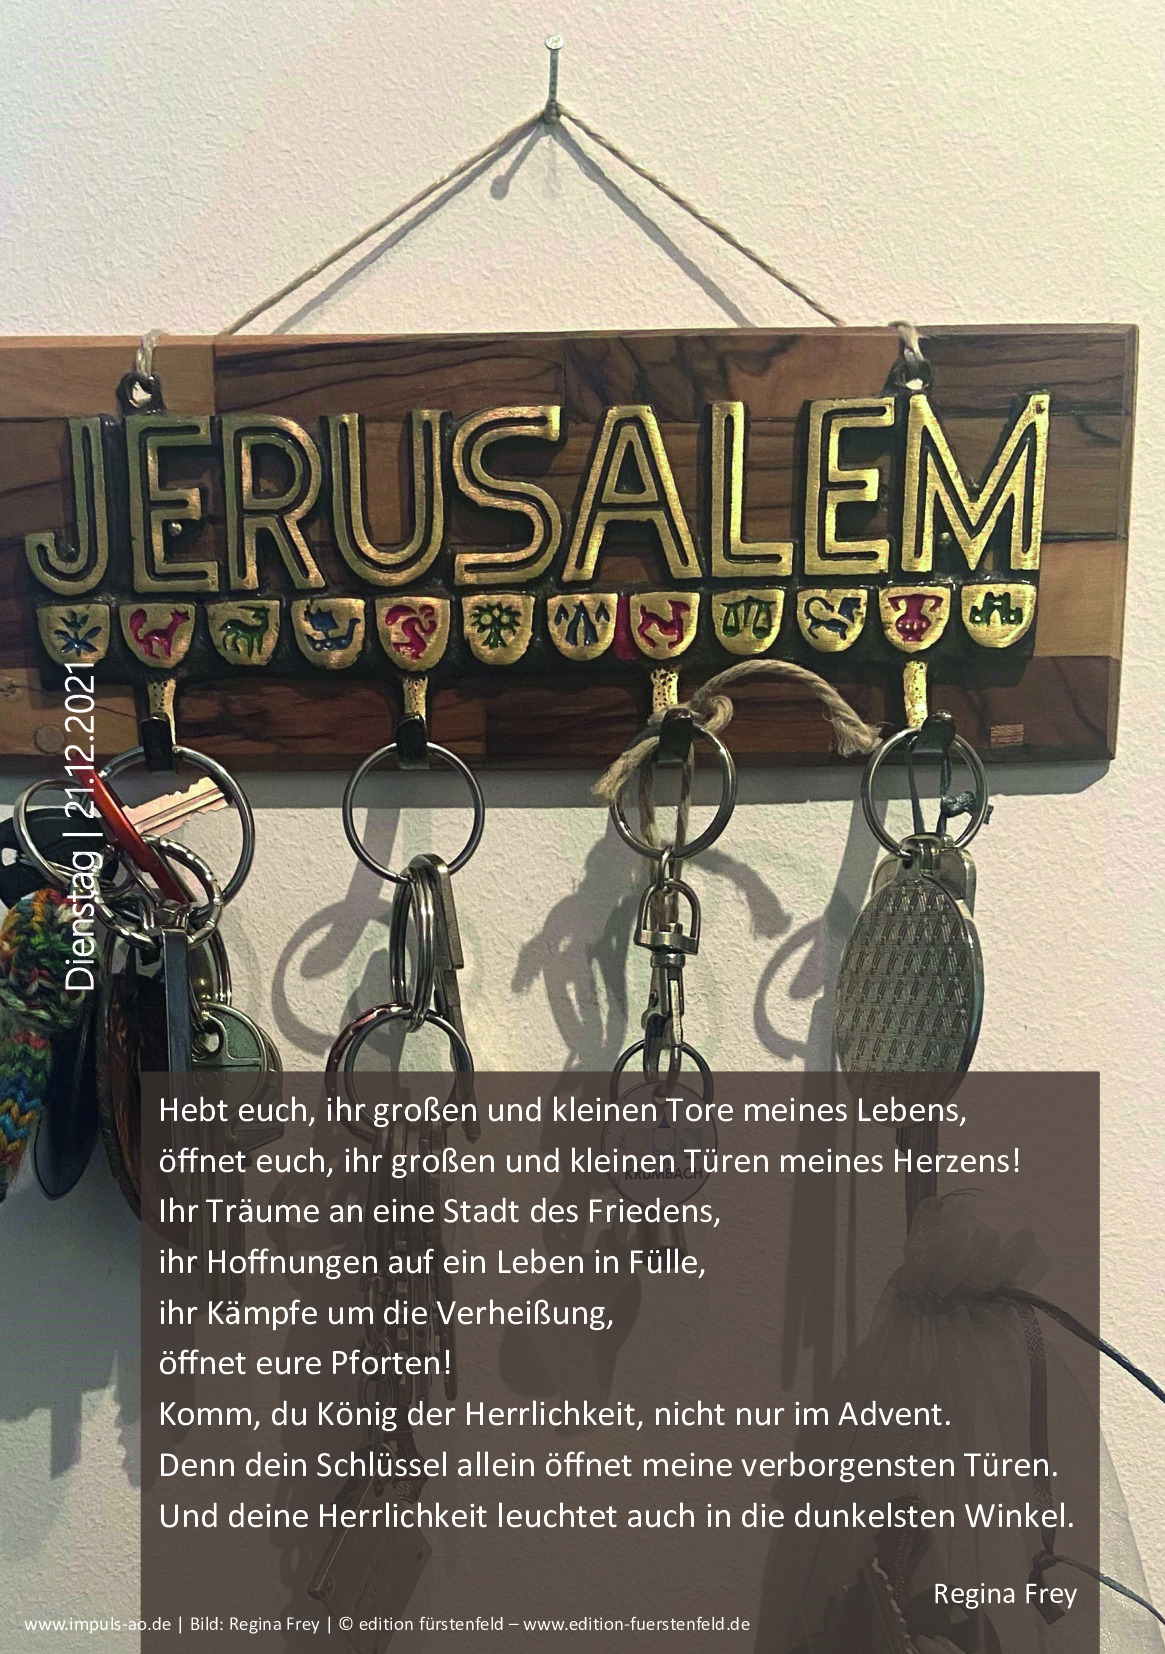 JERUSALEM
Dienstag | 21.12.2021
Hebt euch, ihr großen und kleinen Tore meines Lebens,
öffnet euch, ihr großen und kleinen Türen meines Herzens!
KRUMBACH
Ihr Träume an eine Stadt des Friedens,
ihr Hoffnungen auf ein Leben in Fülle,
ihr Kämpfe um die Verheißung,
öffnet eure Pforten!
Komm, du König der Herrlichkeit, nicht nur im Advent.
Denn dein Schlüssel allein öffnet meine verborgensten Türen.
Und deine Herrlichkeit leuchtet auch in die dunkelsten Winkel.
Regina Frey
www.impuls-ao.de | Bild: Regina Frey | © edition fürstenfeld – www.edition-fuerstenfeld.de